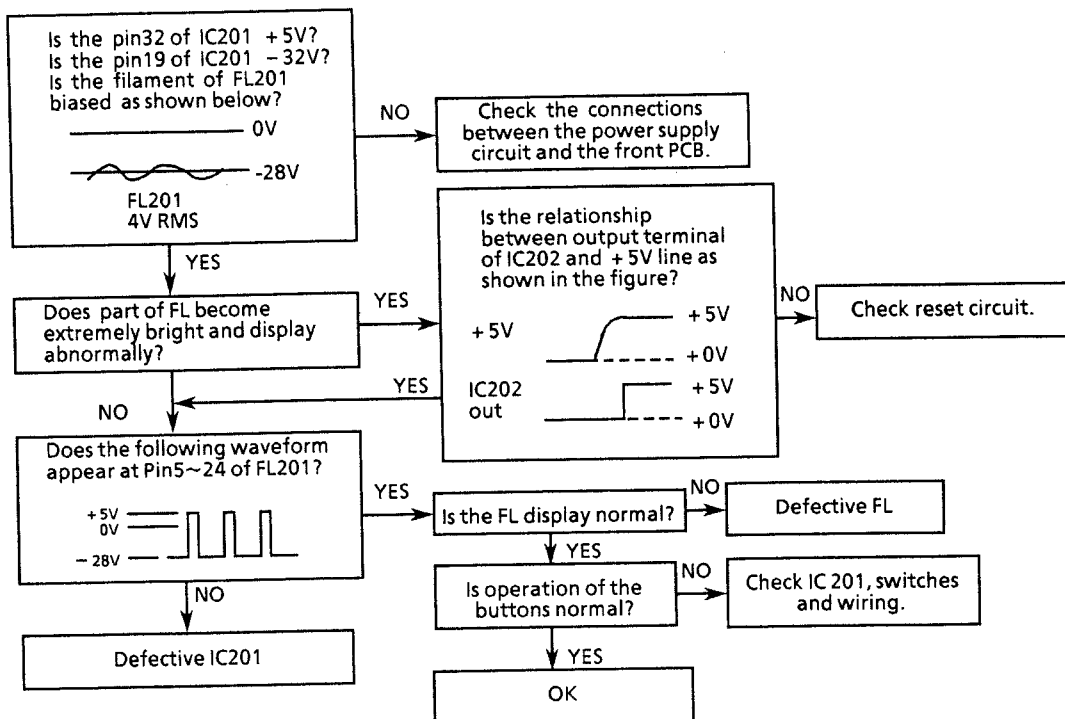 Is the pin32 of IC201 +5V?
Is the pin19 of IC201 −32V?
Is the filament of FL201
biased as shown below?
0V
-28V
FL201
4V RMS
NO
Check the connections
between the power supply
circuit and the front PCB.
YES
Does part of FL become
extremely bright and display
abnormally?
YES
Is the relationship
between output terminal
of IC202 and +5V line as
shown in the figure?
+5V
+5V
+0V
IC202
out
+5V
+0V
NO
Check reset circuit.
YES
NO
Does the following waveform
appear at Pin5~24 of FL201?
+5V
0V
−28V
YES
Is the FL display normal?
NO
Defective FL
YES
Is operation of the
buttons normal?
NO
Check IC 201, switches
and wiring.
NO
Defective IC201
YES
OK